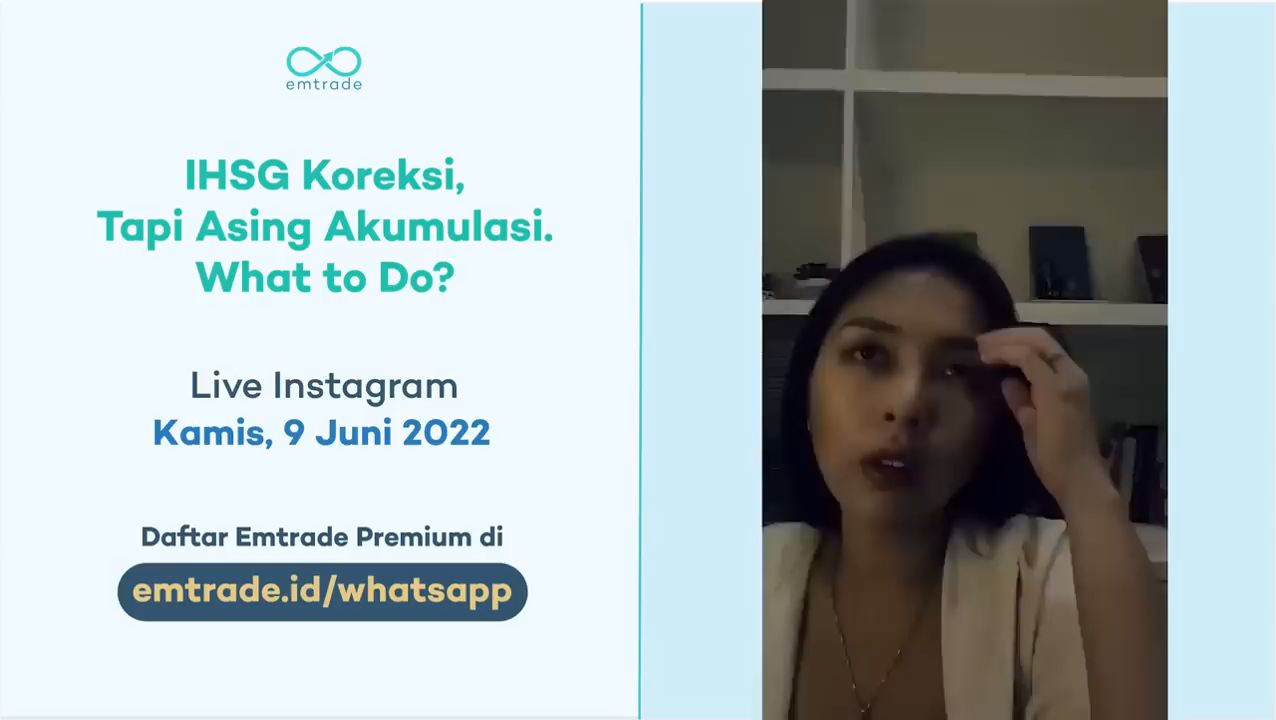 emtrade
IHSG Koreksi,
Tapi Asing Akumulasi.
What to Do?
Live Instagram
Kamis, 9 Juni 2022
Daftar Emtrade Premium di
emtrade.id/whatsapp